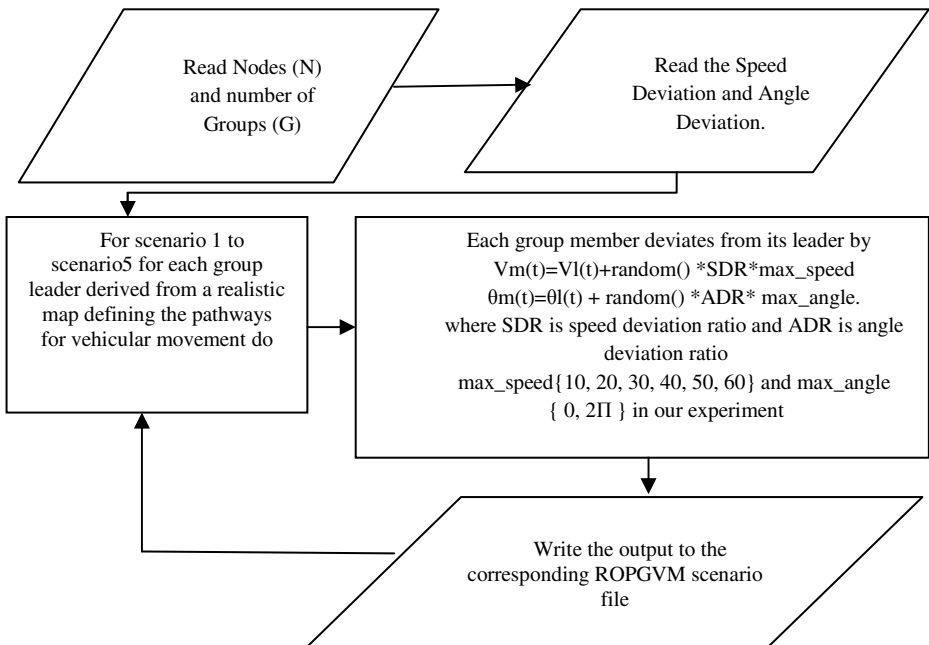 Read Nodes (N)
and number of
Groups (G)
Read the Speed
Deviation and Angle
Deviation.
For scenario 1 to
scenario5 for each group
leader derived from a realistic
map defining the pathways
for vehicular movement do
Each group member deviates from its leader by
Vm(t)=Vl(t)+random() *SDR*max_speed
θm(t)=θl(t) + random() *ADR* max_angle.
where SDR is speed deviation ratio and ADR is angle
deviation ratio
max_speed{10, 20, 30, 40, 50, 60} and max_angle
{ 0, 2Π } in our experiment
Write the output to the
corresponding ROPGVM scenario
file